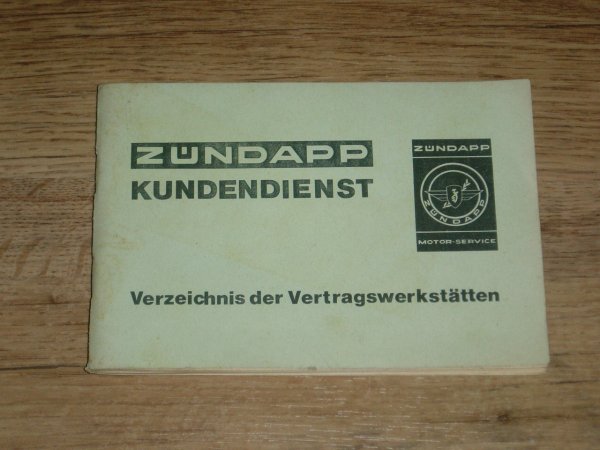 ZÜNDAPP
KUNDENDIENST
ZÜNDAPP
ZÜNDAPP
MOTOR-SERVICE
Verzeichnis der Vertragswerkstätten